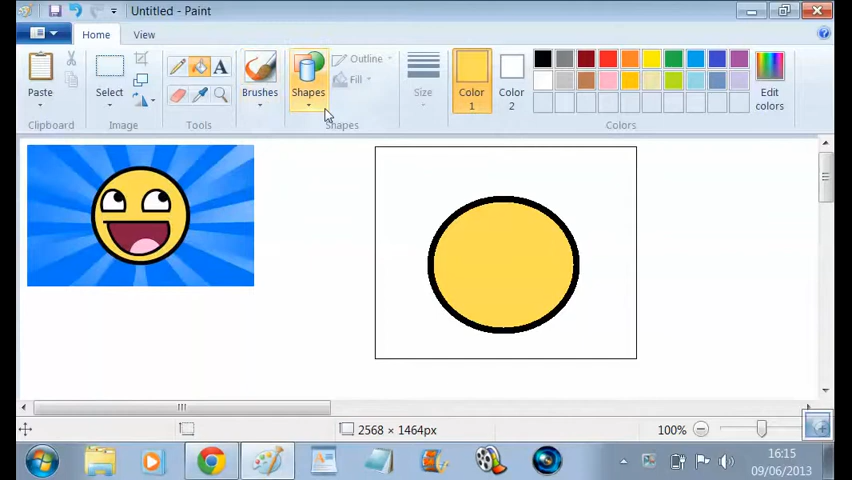 Untitled - Paint
Home View
Paste Select Brushes Shapes Outline Fill Size Color 1 Color 2 Edit colors
Clipboard Image Tools Shapes Colors
2568 × 1464px 100%
16:15
09/06/2013